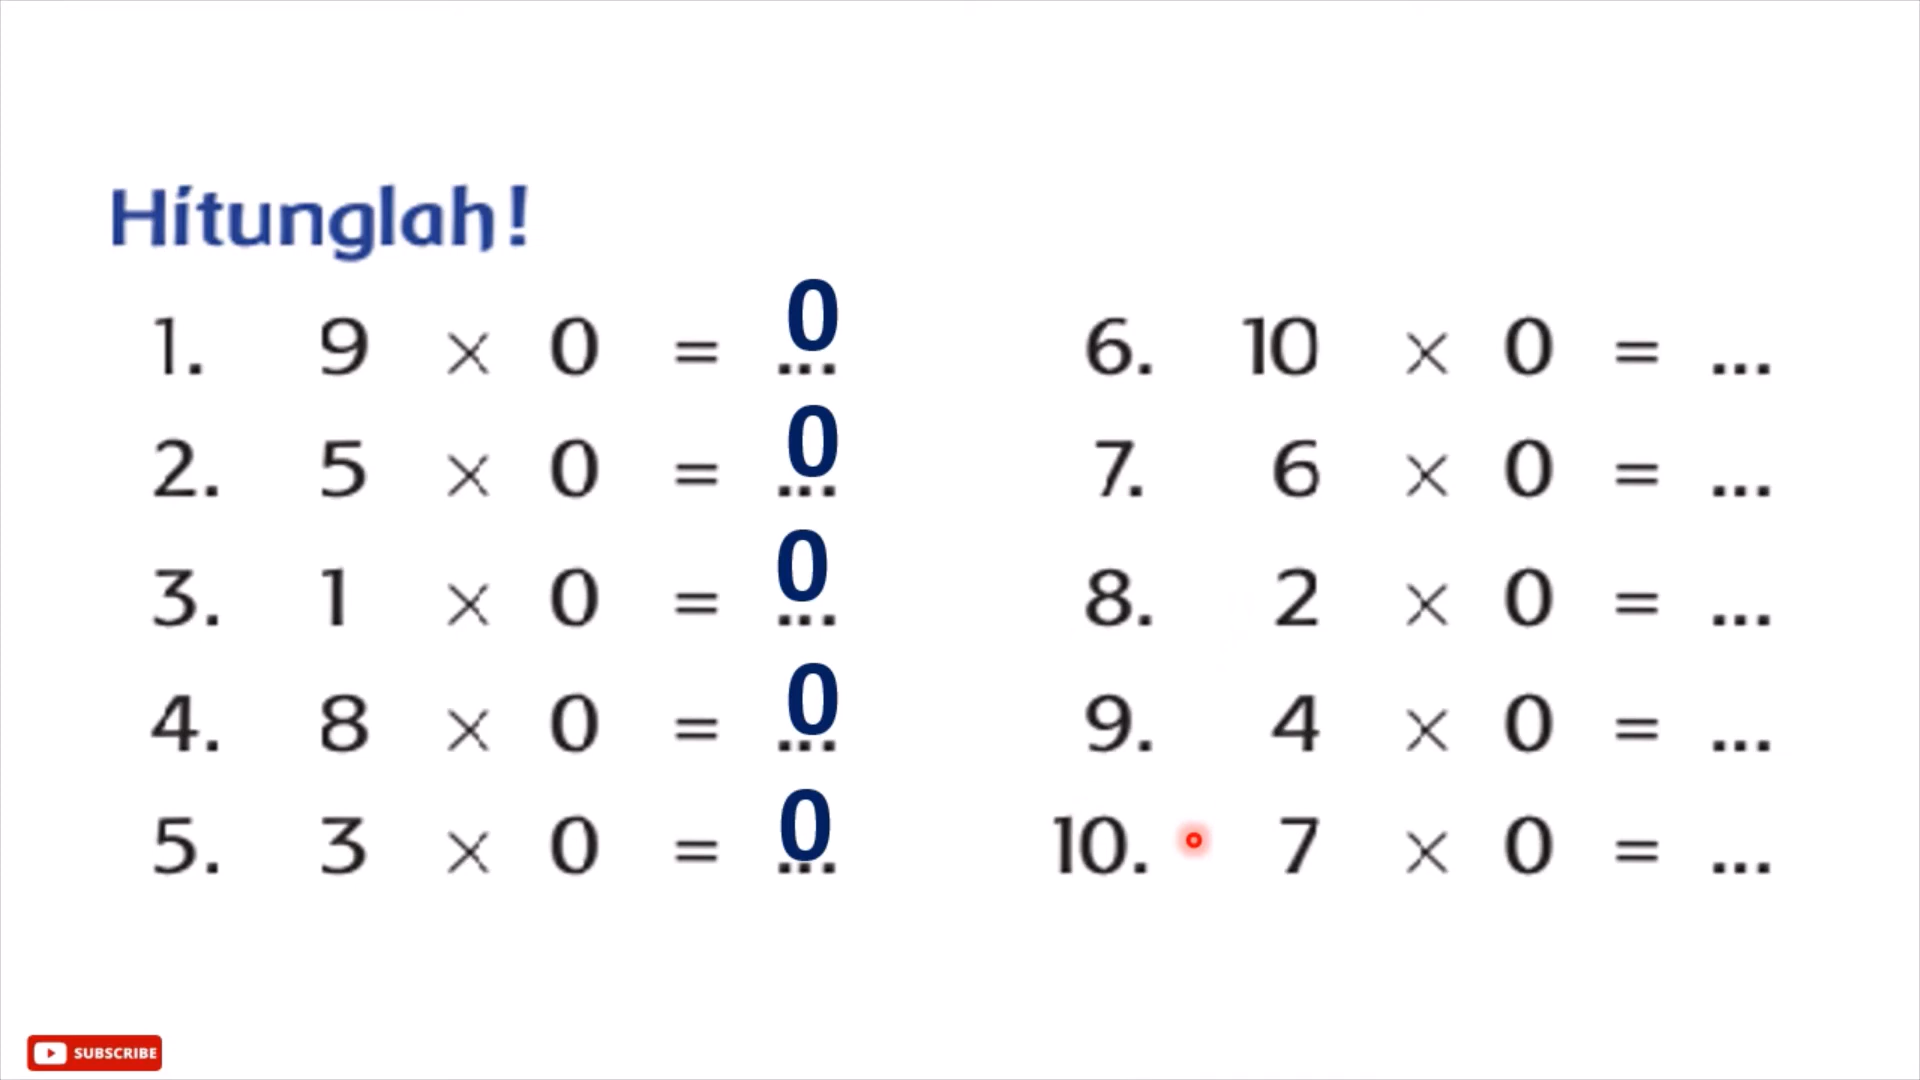 Hitunglah!
1. 9 × 0 = ... 0
2. 5 × 0 = ... 0
3. 1 × 0 = ... 0
4. 8 × 0 = ... 0
5. 3 × 0 = ... 0
6. 10 × 0 = ...
7. 6 × 0 = ...
8. 2 × 0 = ...
9. 4 × 0 = ...
10. 7 × 0 = ...
SUBSCRIBE